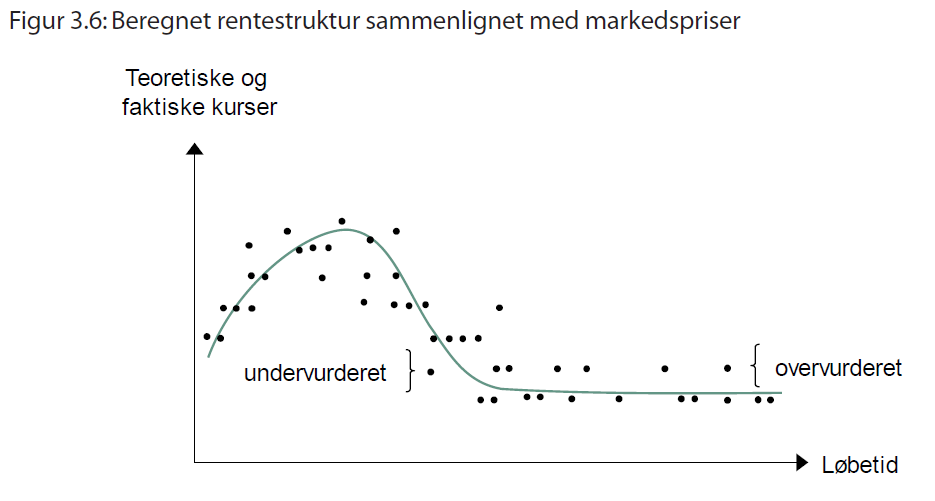 Figur 3.6: Beregnet rentestruktur sammenlignet med markedspriser
Teoretiske og
faktiske kurser
undervurderet
overvurderet
Løbetid